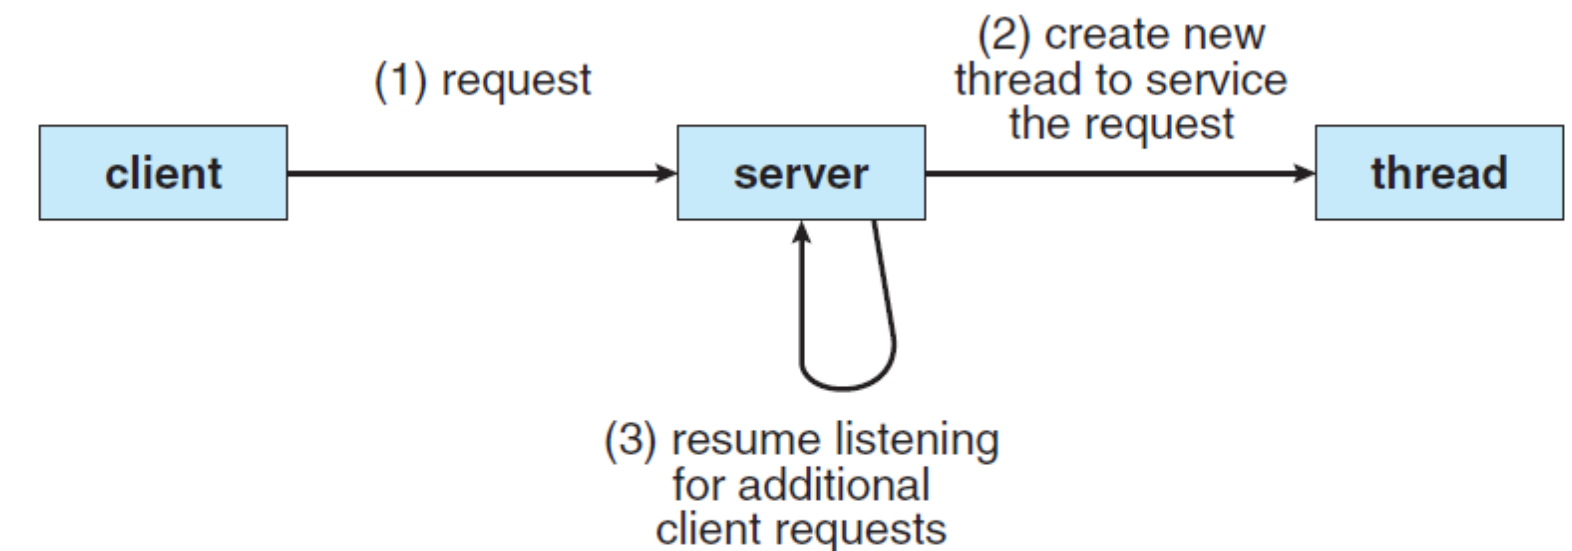 (1) request
(2) create new
thread to service
the request
client
server
thread
(3) resume listening
for additional
client requests